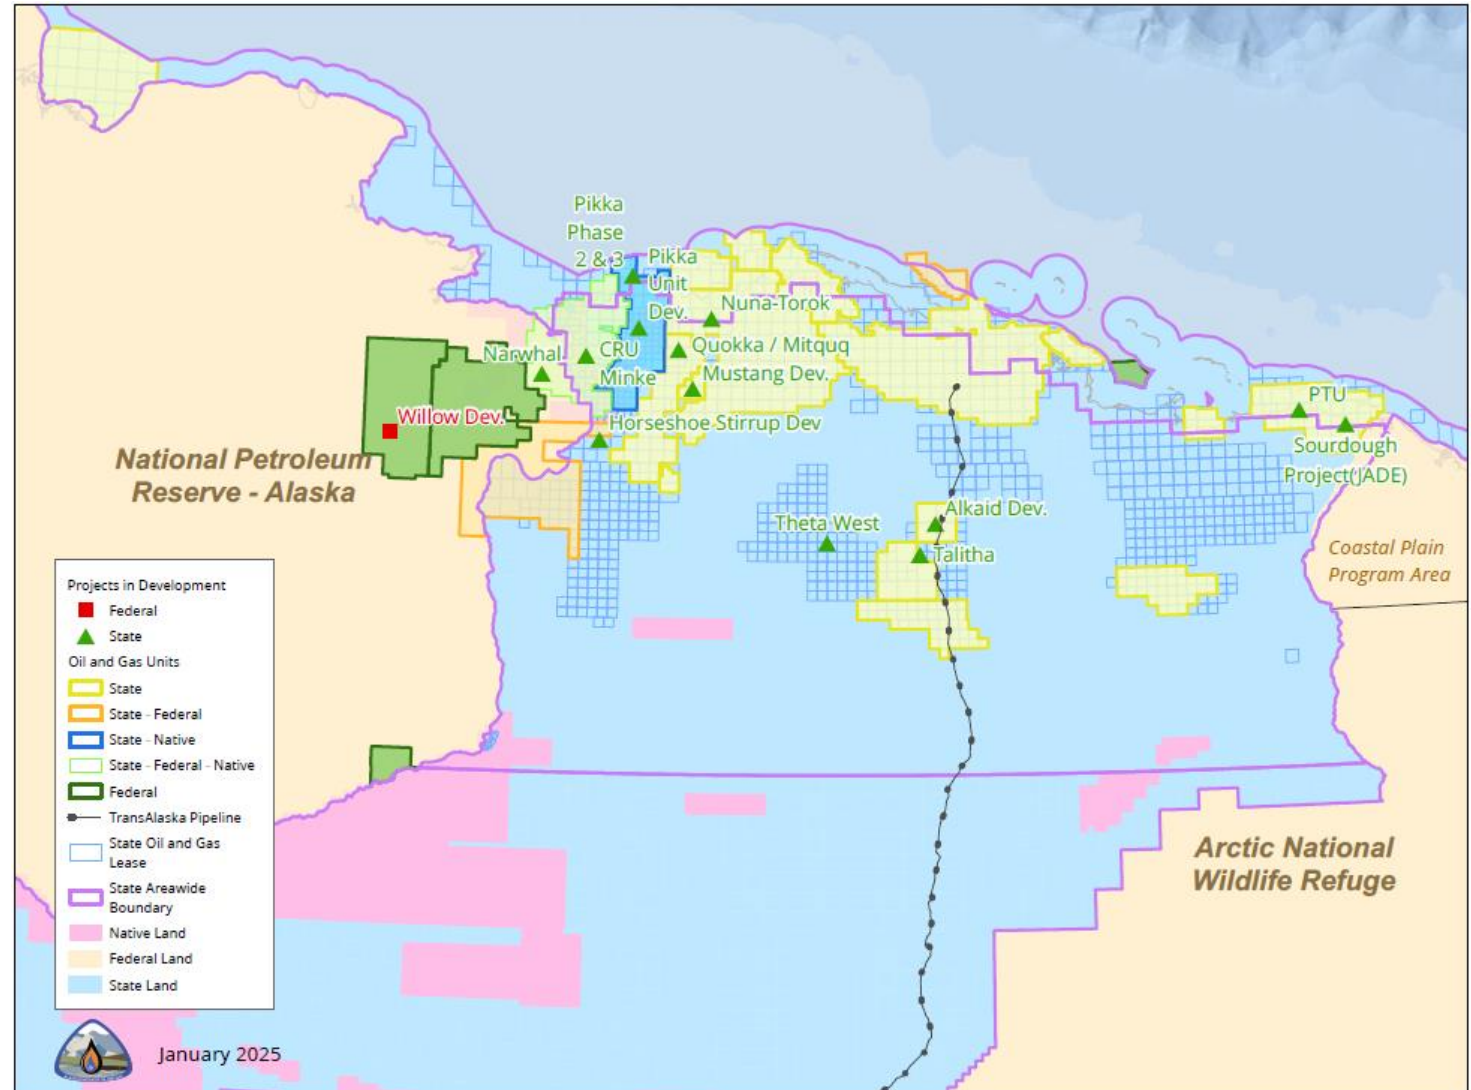 Pikka
Phase
2 & 3
Pikka
Unit
Dev.
Nuna-Torok
Narwhal
CRU
Minke
Quokka / Mitquq
Mustang Dev.
Willow Dev.
Horseshoe Stirrup Dev
PTU
Sourdough
Project(JADE)
National Petroleum
Reserve - Alaska
Theta West
Alkaid Dev.
Talitha
Coastal Plain
Program Area
Arctic National
Wildlife Refuge
Projects in Development
Federal
State
Oil and Gas Units
State
State - Federal
State - Native
State - Federal - Native
Federal
TransAlaska Pipeline
State Oil and Gas
Lease
State Areawide
Boundary
Native Land
Federal Land
State Land
January 2025